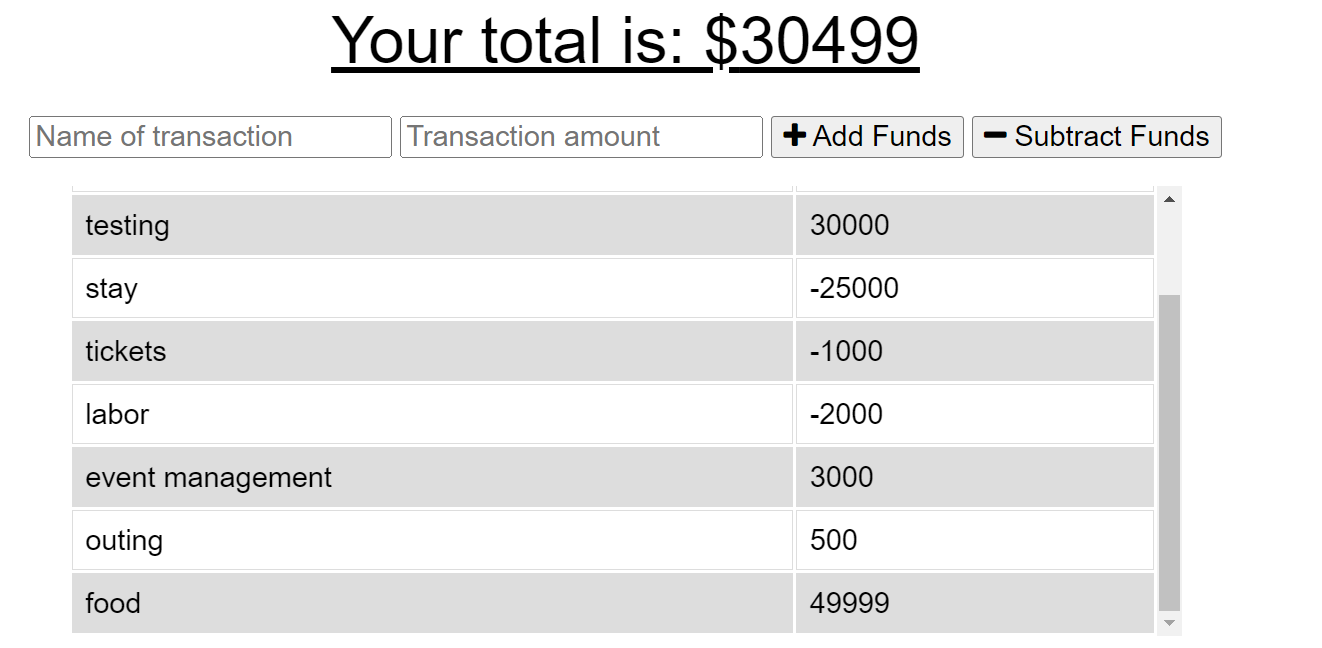 Your total is: $30499
Name of transaction Transaction amount + Add Funds − Subtract Funds
testing 30000
stay -25000
tickets -1000
labor -2000
event management 3000
outing 500
food 49999